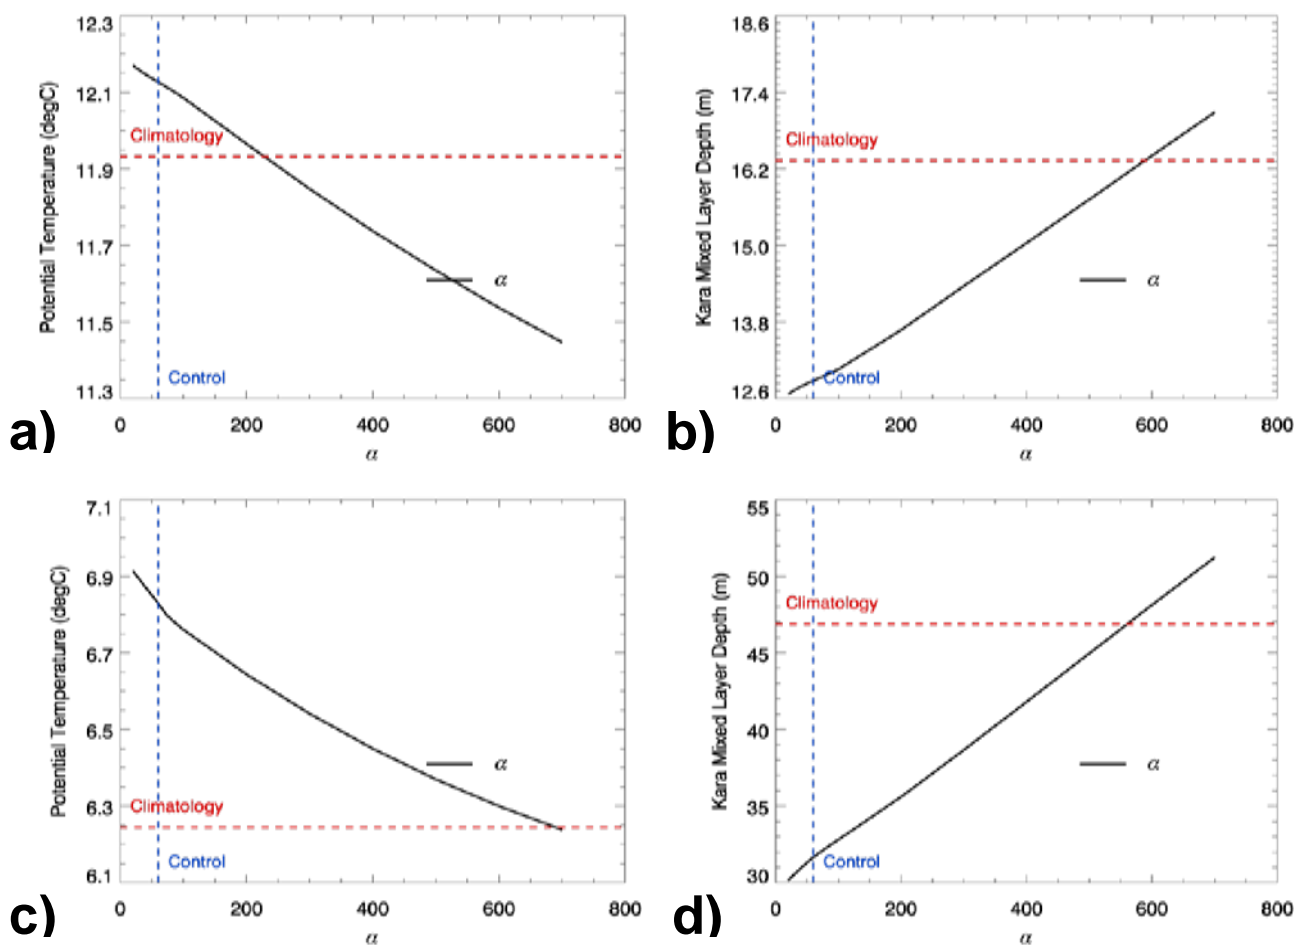 12.3
12.1
11.9
11.7
11.5
11.3
Potential Temperature (degC)
Climatology
α
Control
0 200 400 600 800
α
a)
18.6
17.4
16.2
15.0
13.8
12.6
Kara Mixed Layer Depth (m)
Climatology
α
Control
0 200 400 600 800
α
b)
7.1
6.9
6.7
6.5
6.3
6.1
Potential Temperature (degC)
α
Climatology
Control
0 200 400 600 800
α
c)
55
50
45
40
35
30
Kara Mixed Layer Depth (m)
Climatology
α
Control
0 200 400 600 800
α
d)